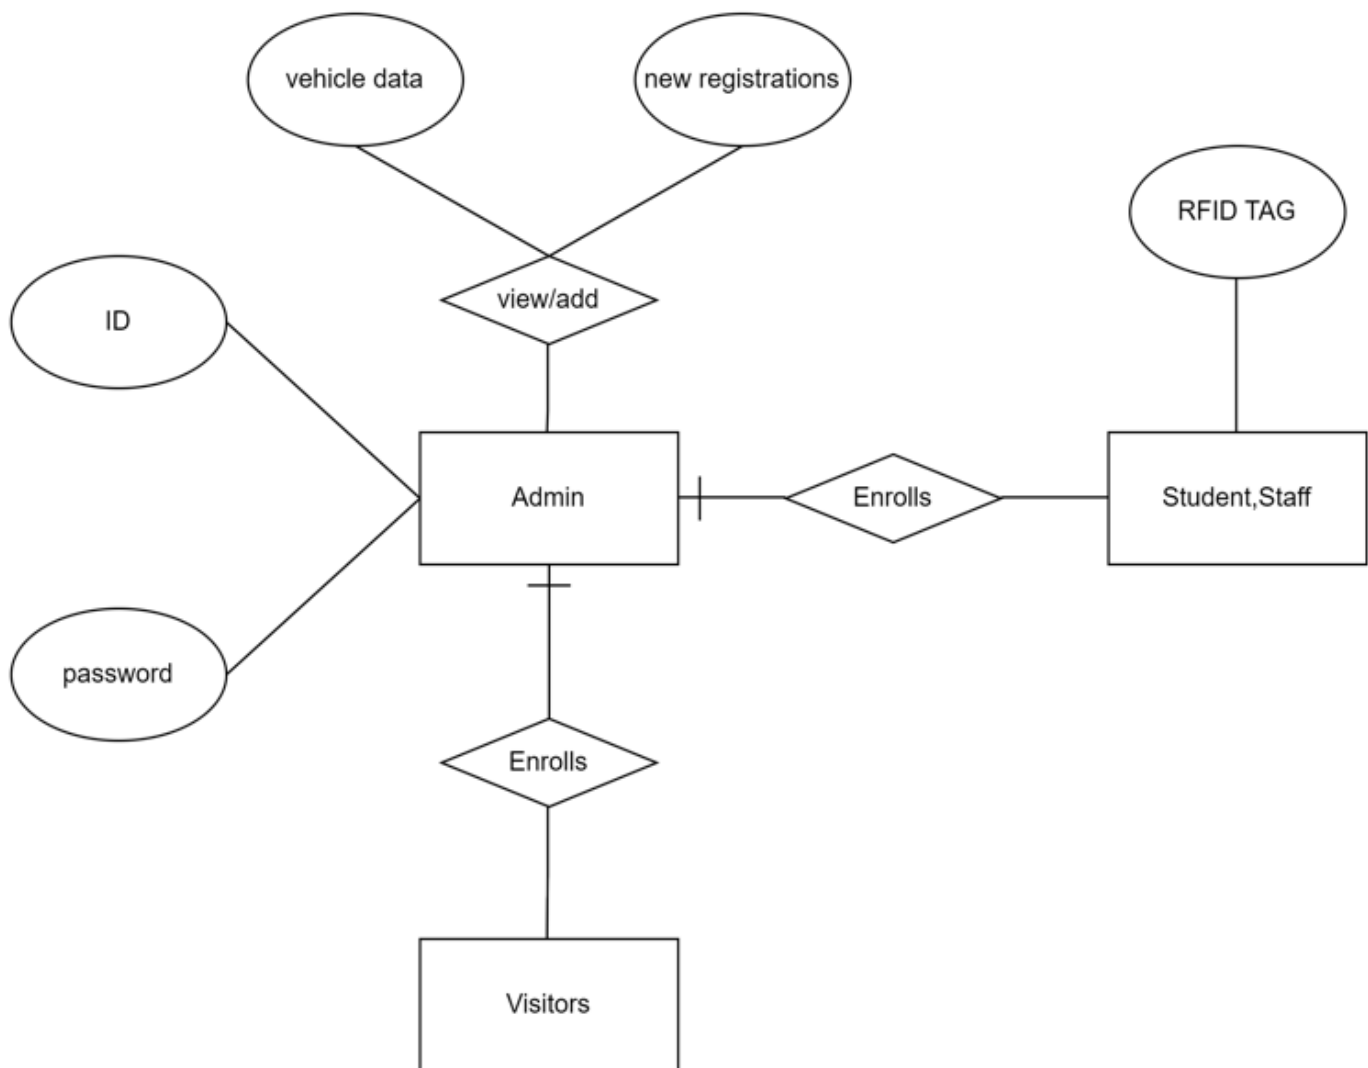 vehicle data
new registrations
RFID TAG
view/add
ID
Admin
Enrolls
Student,Staff
password
Enrolls
Visitors